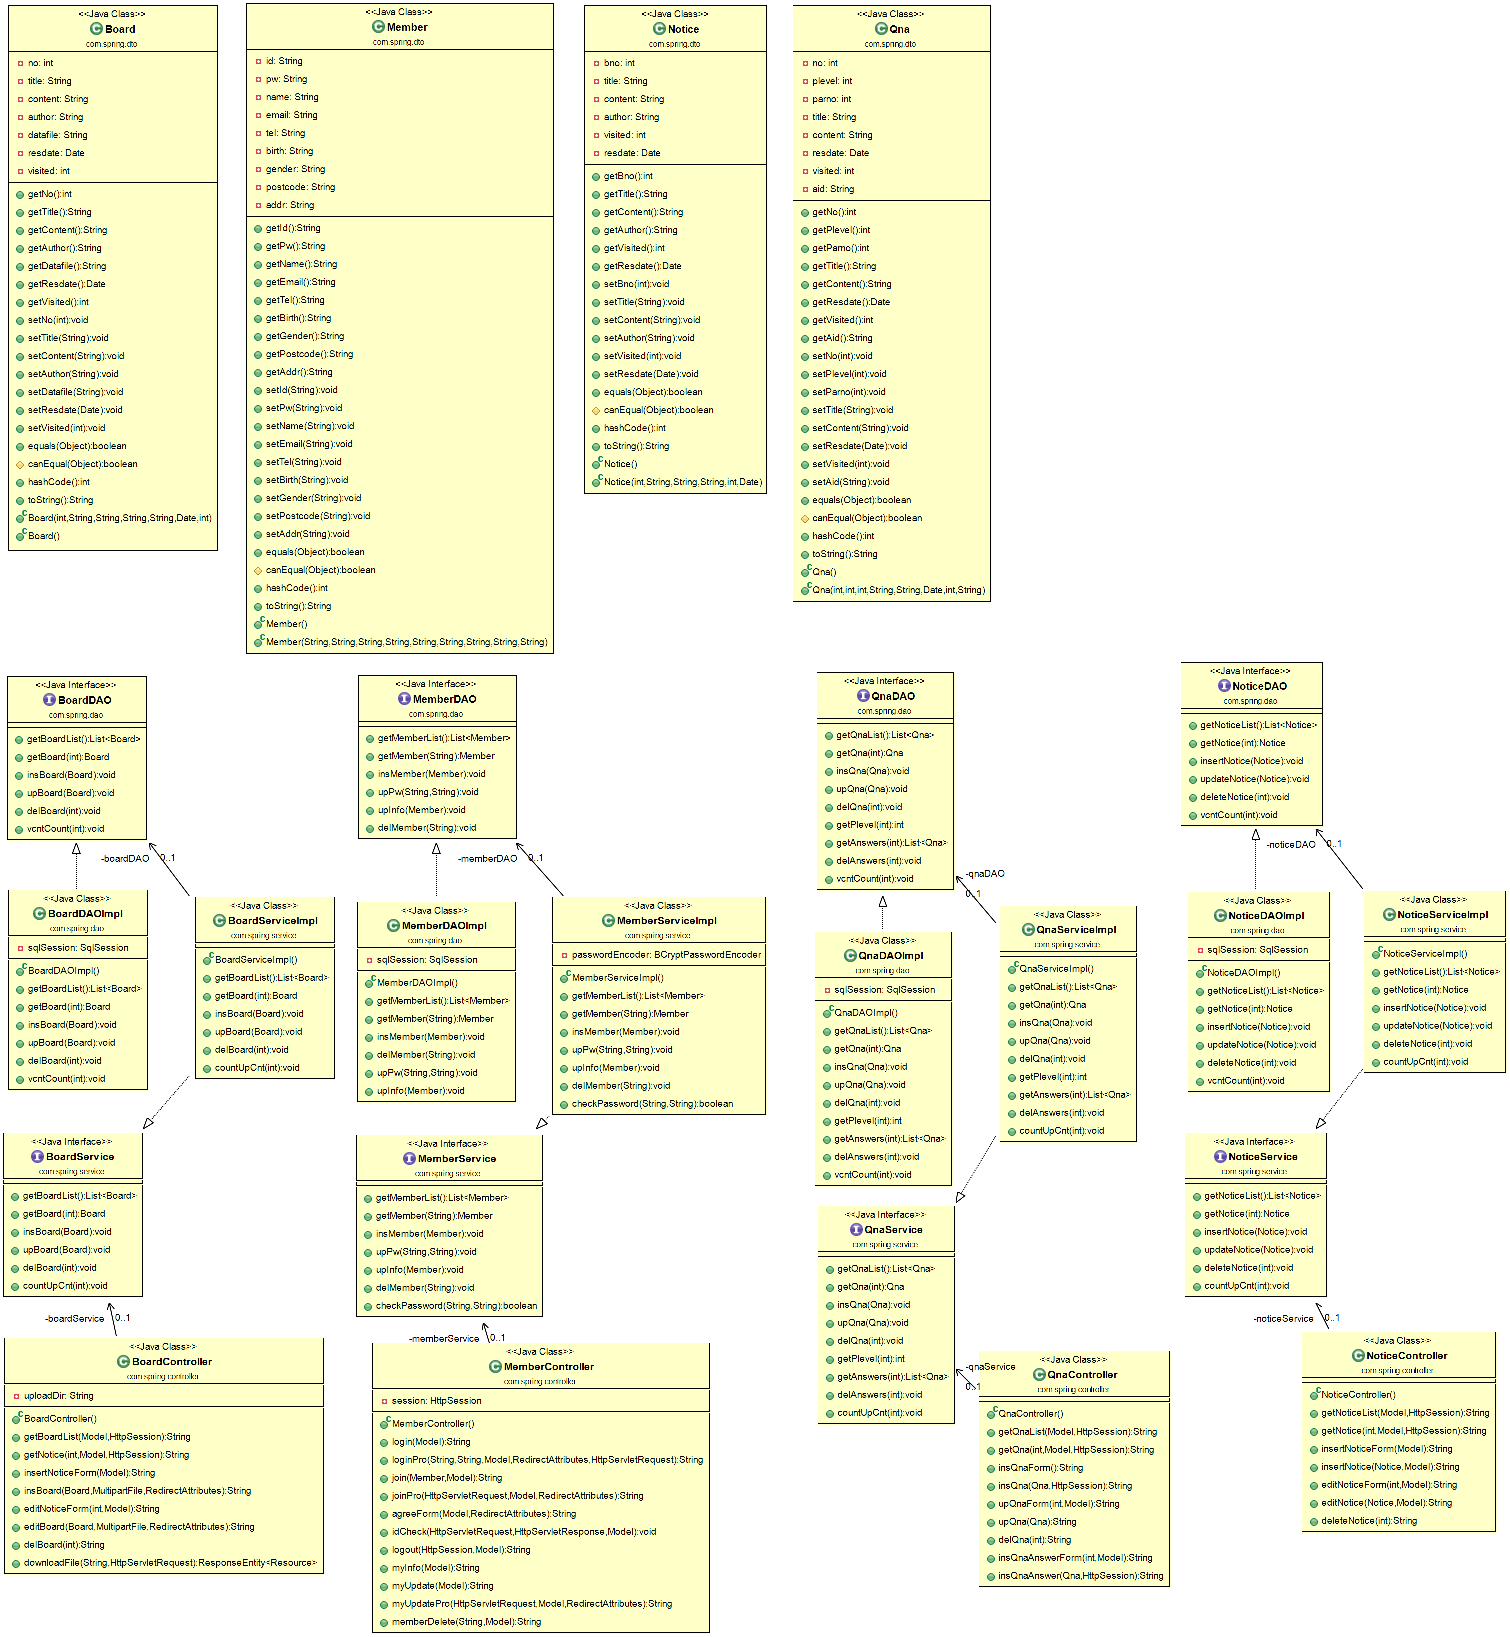 <<Java Class>>
Board
com.spring.dto
no: int
title: String
content: String
author: String
datafile: String
resdate: Date
visited: int
getNo():int
getTitle():String
getContent():String
getAuthor():String
getDatafile():String
getResdate():Date
getVisited():int
setNo(int):void
setTitle(String):void
setContent(String):void
setAuthor(String):void
setDatafile(String):void
setResdate(Date):void
setVisited(int):void
equals(Object):boolean
canEqual(Object):boolean
hashCode():int
toString():String
Board(int,String,String,String,String,Date,int)
Board()
<<Java Class>>
Member
com.spring.dto
id: String
pw: String
name: String
email: String
tel: String
birth: String
gender: String
postcode: String
addr: String
getId():String
getPw():String
getName():String
getEmail():String
getTel():String
getBirth():String
getGender():String
getPostcode():String
getAddr():String
setId(String):void
setPw(String):void
setName(String):void
setEmail(String):void
setTel(String):void
setBirth(String):void
setGender(String):void
setPostcode(String):void
setAddr(String):void
equals(Object):boolean
canEqual(Object):boolean
hashCode():int
toString():String
Member()
Member(String,String,String,String,String,String,String,String,String)
<<Java Class>>
Notice
com.spring.dto
bno: int
title: String
content: String
author: String
visited: int
resdate: Date
getBno():int
getTitle():String
getContent():String
getAuthor():String
getVisited():int
getResdate():Date
setBno(int):void
setTitle(String):void
setContent(String):void
setAuthor(String):void
setVisited(int):void
setResdate(Date):void
equals(Object):boolean
canEqual(Object):boolean
hashCode():int
toString():String
Notice()
Notice(int,String,String,String,int,Date)
<<Java Class>>
Qna
com.spring.dto
no: int
plevel: int
parno: int
title: String
content: String
resdate: Date
visited: int
aid: String
getNo():int
getPlevel():int
getParno():int
getTitle():String
getContent():String
getResdate():Date
getVisited():int
getAid():String
setNo(int):void
setPlevel(int):void
setParno(int):void
setTitle(String):void
setContent(String):void
setResdate(Date):void
setVisited(int):void
setAid(String):void
equals(Object):boolean
canEqual(Object):boolean
hashCode():int
toString():String
Qna()
Qna(int,int,int,String,String,Date,int,String)
<<Java Interface>>
BoardDAO
com.spring.dao
getBoardList():List<Board>
getBoard(int):Board
insBoard(Board):void
upBoard(Board):void
delBoard(int):void
vcntCount(int):void
-boardDAO
0..1
<<Java Class>>
BoardDAOImpl
com.spring.dao
sqlSession: SqlSession
BoardDAOImpl()
getBoardList():List<Board>
getBoard(int):Board
insBoard(Board):void
upBoard(Board):void
delBoard(int):void
vcntCount(int):void
<<Java Class>>
BoardServiceImpl
com.spring.service
BoardServiceImpl()
getBoardList():List<Board>
getBoard(int):Board
insBoard(Board):void
upBoard(Board):void
delBoard(int):void
countUpCnt(int):void
<<Java Interface>>
BoardService
com.spring.service
getBoardList():List<Board>
getBoard(int):Board
insBoard(Board):void
upBoard(Board):void
delBoard(int):void
countUpCnt(int):void
-boardService
0..1
<<Java Class>>
BoardController
com.spring.controller
uploadDir: String
BoardController()
getBoardList(Model,HttpSession):String
getNotice(int,Model,HttpSession):String
insertNoticeForm(Model):String
insBoard(Board,MultipartFile,RedirectAttributes):String
editNoticeForm(int,Model):String
editBoard(Board,MultipartFile,RedirectAttributes):String
delBoard(int):String
downloadFile(String,HttpServletRequest):ResponseEntity<Resource>
<<Java Interface>>
MemberDAO
com.spring.dao
getMemberList():List<Member>
getMember(String):Member
insMember(Member):void
upPw(String,String):void
upInfo(Member):void
delMember(String):void
-memberDAO
0..1
<<Java Class>>
MemberDAOImpl
com.spring.dao
sqlSession: SqlSession
MemberDAOImpl()
getMemberList():List<Member>
getMember(String):Member
insMember(Member):void
delMember(String):void
upPw(String,String):void
upInfo(Member):void
<<Java Class>>
MemberServiceImpl
com.spring.service
passwordEncoder: BCryptPasswordEncoder
MemberServiceImpl()
getMemberList():List<Member>
getMember(String):Member
insMember(Member):void
upPw(String,String):void
upInfo(Member):void
delMember(String):void
checkPassword(String,String):boolean
<<Java Interface>>
MemberService
com.spring.service
getMemberList():List<Member>
getMember(String):Member
insMember(Member):void
upPw(String,String):void
upInfo(Member):void
delMember(String):void
checkPassword(String,String):boolean
-memberService
0..1
<<Java Class>>
MemberController
com.spring.controller
session: HttpSession
MemberController()
login(Model):String
loginPro(String,String,Model,RedirectAttributes,HttpServletRequest):String
join(Member,Model):String
joinPro(HttpServletRequest,Model,RedirectAttributes):String
agreeForm(Model,RedirectAttributes):String
idCheck(HttpServletRequest,HttpServletResponse,Model):void
logout(HttpSession,Model):String
myInfo(Model):String
myUpdate(Model):String
myUpdatePro(HttpServletRequest,Model,RedirectAttributes):String
memberDelete(String,Model):String
<<Java Interface>>
QnaDAO
com.spring.dao
getQnaList():List<Qna>
getQna(int):Qna
insQna(Qna):void
upQna(Qna):void
delQna(int):void
getPlevel(int):int
getAnswers(int):List<Qna>
delAnswers(int):void
vcntCount(int):void
-qnaDAO
0..1
<<Java Class>>
QnaDAOImpl
com.spring.dao
sqlSession: SqlSession
QnaDAOImpl()
getQnaList():List<Qna>
getQna(int):Qna
insQna(Qna):void
upQna(Qna):void
delQna(int):void
getPlevel(int):int
getAnswers(int):List<Qna>
delAnswers(int):void
vcntCount(int):void
<<Java Class>>
QnaServiceImpl
com.spring.service
QnaServiceImpl()
getQnaList():List<Qna>
getQna(int):Qna
insQna(Qna):void
upQna(Qna):void
delQna(int):void
getPlevel(int):int
getAnswers(int):List<Qna>
delAnswers(int):void
countUpCnt(int):void
<<Java Interface>>
QnaService
com.spring.service
getQnaList():List<Qna>
getQna(int):Qna
insQna(Qna):void
upQna(Qna):void
delQna(int):void
getPlevel(int):int
getAnswers(int):List<Qna>
delAnswers(int):void
countUpCnt(int):void
-qnaService
0..1
<<Java Class>>
QnaController
com.spring.controller
QnaController()
getQnaList(Model,HttpSession):String
getQna(int,Model,HttpSession):String
insQnaForm():String
insQna(Qna,HttpSession):String
upQnaForm(int,Model):String
upQna(Qna):String
delQna(int):String
insQnaAnswerForm(int,Model):String
insQnaAnswer(Qna,HttpSession):String
<<Java Interface>>
NoticeDAO
com.spring.dao
getNoticeList():List<Notice>
getNotice(int):Notice
insertNotice(Notice):void
updateNotice(Notice):void
deleteNotice(int):void
vcntCount(int):void
-noticeDAO
0..1
<<Java Class>>
NoticeDAOImpl
com.spring.dao
sqlSession: SqlSession
NoticeDAOImpl()
getNoticeList():List<Notice>
getNotice(int):Notice
insertNotice(Notice):void
updateNotice(Notice):void
deleteNotice(int):void
vcntCount(int):void
<<Java Class>>
NoticeServiceImpl
com.spring.service
NoticeServiceImpl()
getNoticeList():List<Notice>
getNotice(int):Notice
insertNotice(Notice):void
updateNotice(Notice):void
deleteNotice(int):void
countUpCnt(int):void
<<Java Interface>>
NoticeService
com.spring.service
getNoticeList():List<Notice>
getNotice(int):Notice
insertNotice(Notice):void
updateNotice(Notice):void
deleteNotice(int):void
countUpCnt(int):void
-noticeService
0..1
<<Java Class>>
NoticeController
com.spring.controller
NoticeController()
getNoticeList(Model,HttpSession):String
getNotice(int,Model,HttpSession):String
insertNoticeForm(Model):String
insertNotice(Notice,Model):String
editNoticeForm(int,Model):String
editNotice(Notice,Model):String
deleteNotice(int):String